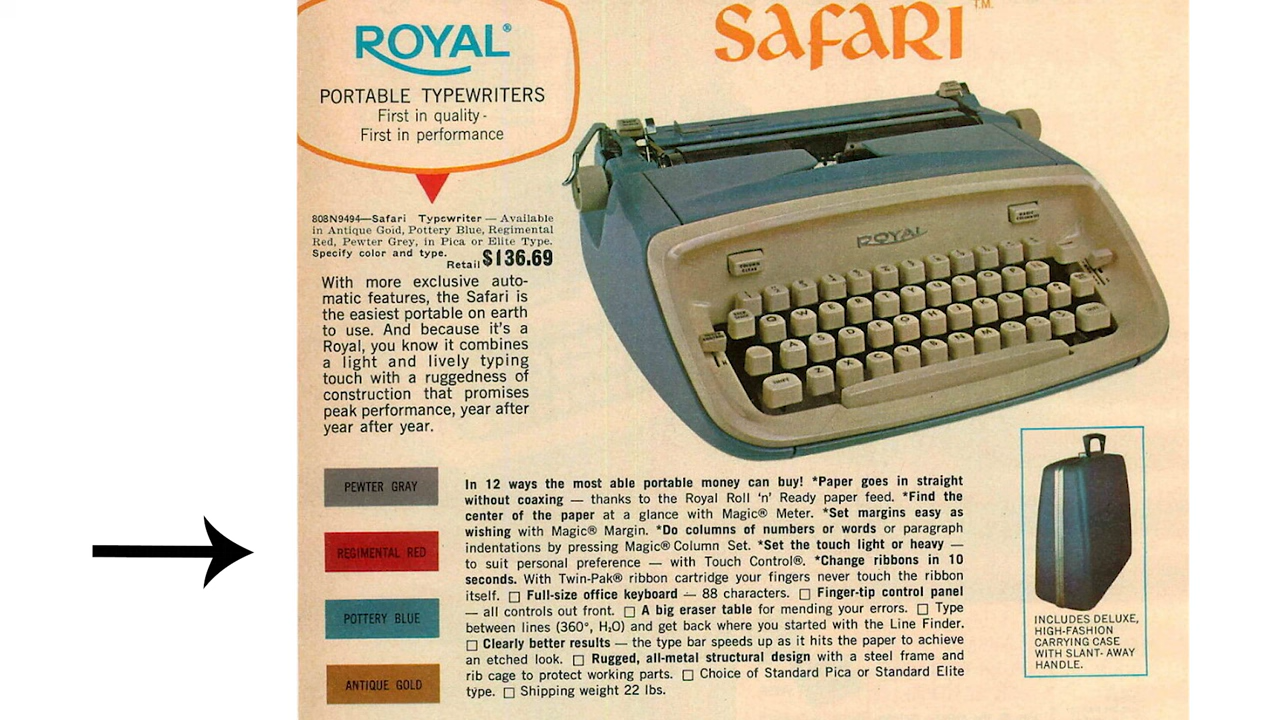 ROYAL®
PORTABLE TYPEWRITERS
First in quality-
First in performance
SAFARI T.M.
808N9494—Safari Typewriter — Available
in Antique Gold, Pottery Blue, Regimental
Red, Pewter Grey, in Pica or Elite Type.
Specify color and type.
Retail $136.69
With more exclusive auto-
matic features, the Safari is
the easiest portable on earth
to use. And because it's a
Royal, you know it combines
a light and lively typing
touch with a ruggedness of
construction that promises
peak performance, year after
year after year.
ROYAL
Q W E R T Y U I O P
A S D F G H J K L
SHIFT Z X C V B N M
PEWTER GRAY
REGIMENTAL RED
POTTERY BLUE
ANTIQUE GOLD
In 12 ways the most able portable money can buy! *Paper goes in straight
without coaxing — thanks to the Royal Roll 'n' Ready paper feed. *Find the
center of the paper at a glance with Magic® Meter. *Set margins easy as
wishing with Magic® Margin. *Do columns of numbers or words or paragraph
indentations by pressing Magic® Column Set. *Set the touch light or heavy —
to suit personal preference — with Touch Control®. *Change ribbons in 10
seconds. With Twin-Pak® ribbon cartridge your fingers never touch the ribbon
itself. □ Full-size office keyboard — 88 characters. □ Finger-tip control panel
— all controls out front. □ A big eraser table for mending your errors. □ Type
between lines (360°, H₂O) and get back where you started with the Line Finder.
□ Clearly better results — the type bar speeds up as it hits the paper to achieve
an etched look. □ Rugged, all-metal structural design with a steel frame and
rib cage to protect working parts. □ Choice of Standard Pica or Standard Elite
type. □ Shipping weight 22 lbs.
INCLUDES DELUXE,
HIGH-FASHION
CARRYING CASE
WITH SLANT- AWAY
HANDLE.